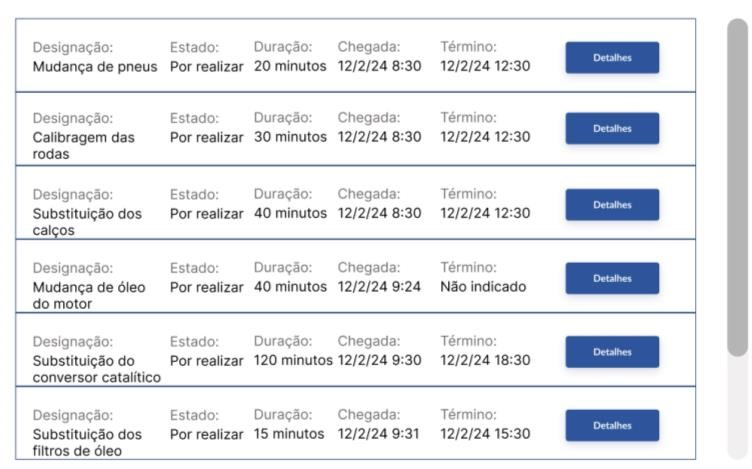 Designação: Estado: Duração: Chegada: Término:
Mudança de pneus Por realizar 20 minutos 12/2/24 8:30 12/2/24 12:30 Detalhes
Designação: Estado: Duração: Chegada: Término:
Calibragem das Por realizar 30 minutos 12/2/24 8:30 12/2/24 12:30 Detalhes
rodas
Designação: Estado: Duração: Chegada: Término:
Substituição dos Por realizar 40 minutos 12/2/24 8:30 12/2/24 12:30 Detalhes
calços
Designação: Estado: Duração: Chegada: Término:
Mudança de óleo Por realizar 40 minutos 12/2/24 9:24 Não indicado Detalhes
do motor
Designação: Estado: Duração: Chegada: Término:
Substituição do Por realizar 120 minutos 12/2/24 9:30 12/2/24 18:30 Detalhes
conversor catalítico
Designação: Estado: Duração: Chegada: Término:
Substituição dos Por realizar 15 minutos 12/2/24 9:31 12/2/24 15:30 Detalhes
filtros de óleo